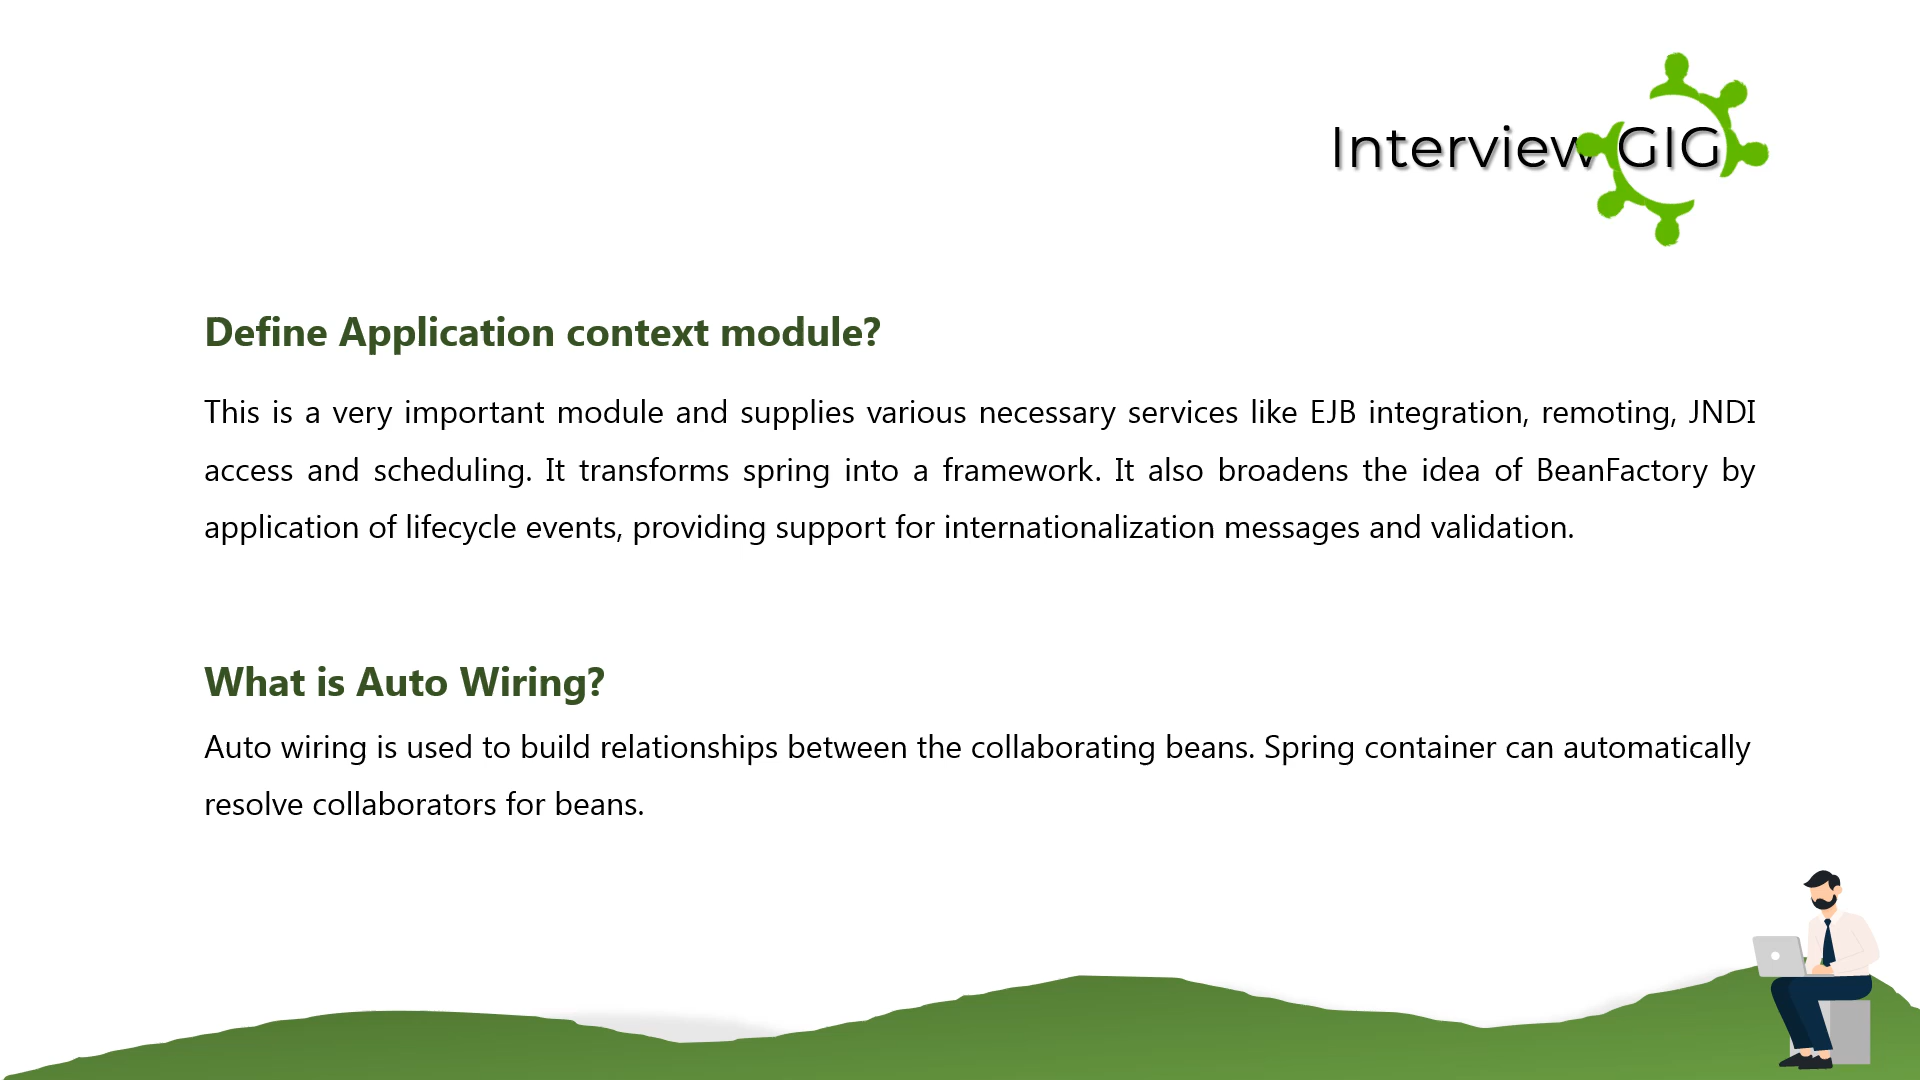 Interview GIG
Define Application context module?
This is a very important module and supplies various necessary services like EJB integration, remoting, JNDI
access and scheduling. It transforms spring into a framework. It also broadens the idea of BeanFactory by
application of lifecycle events, providing support for internationalization messages and validation.
What is Auto Wiring?
Auto wiring is used to build relationships between the collaborating beans. Spring container can automatically
resolve collaborators for beans.